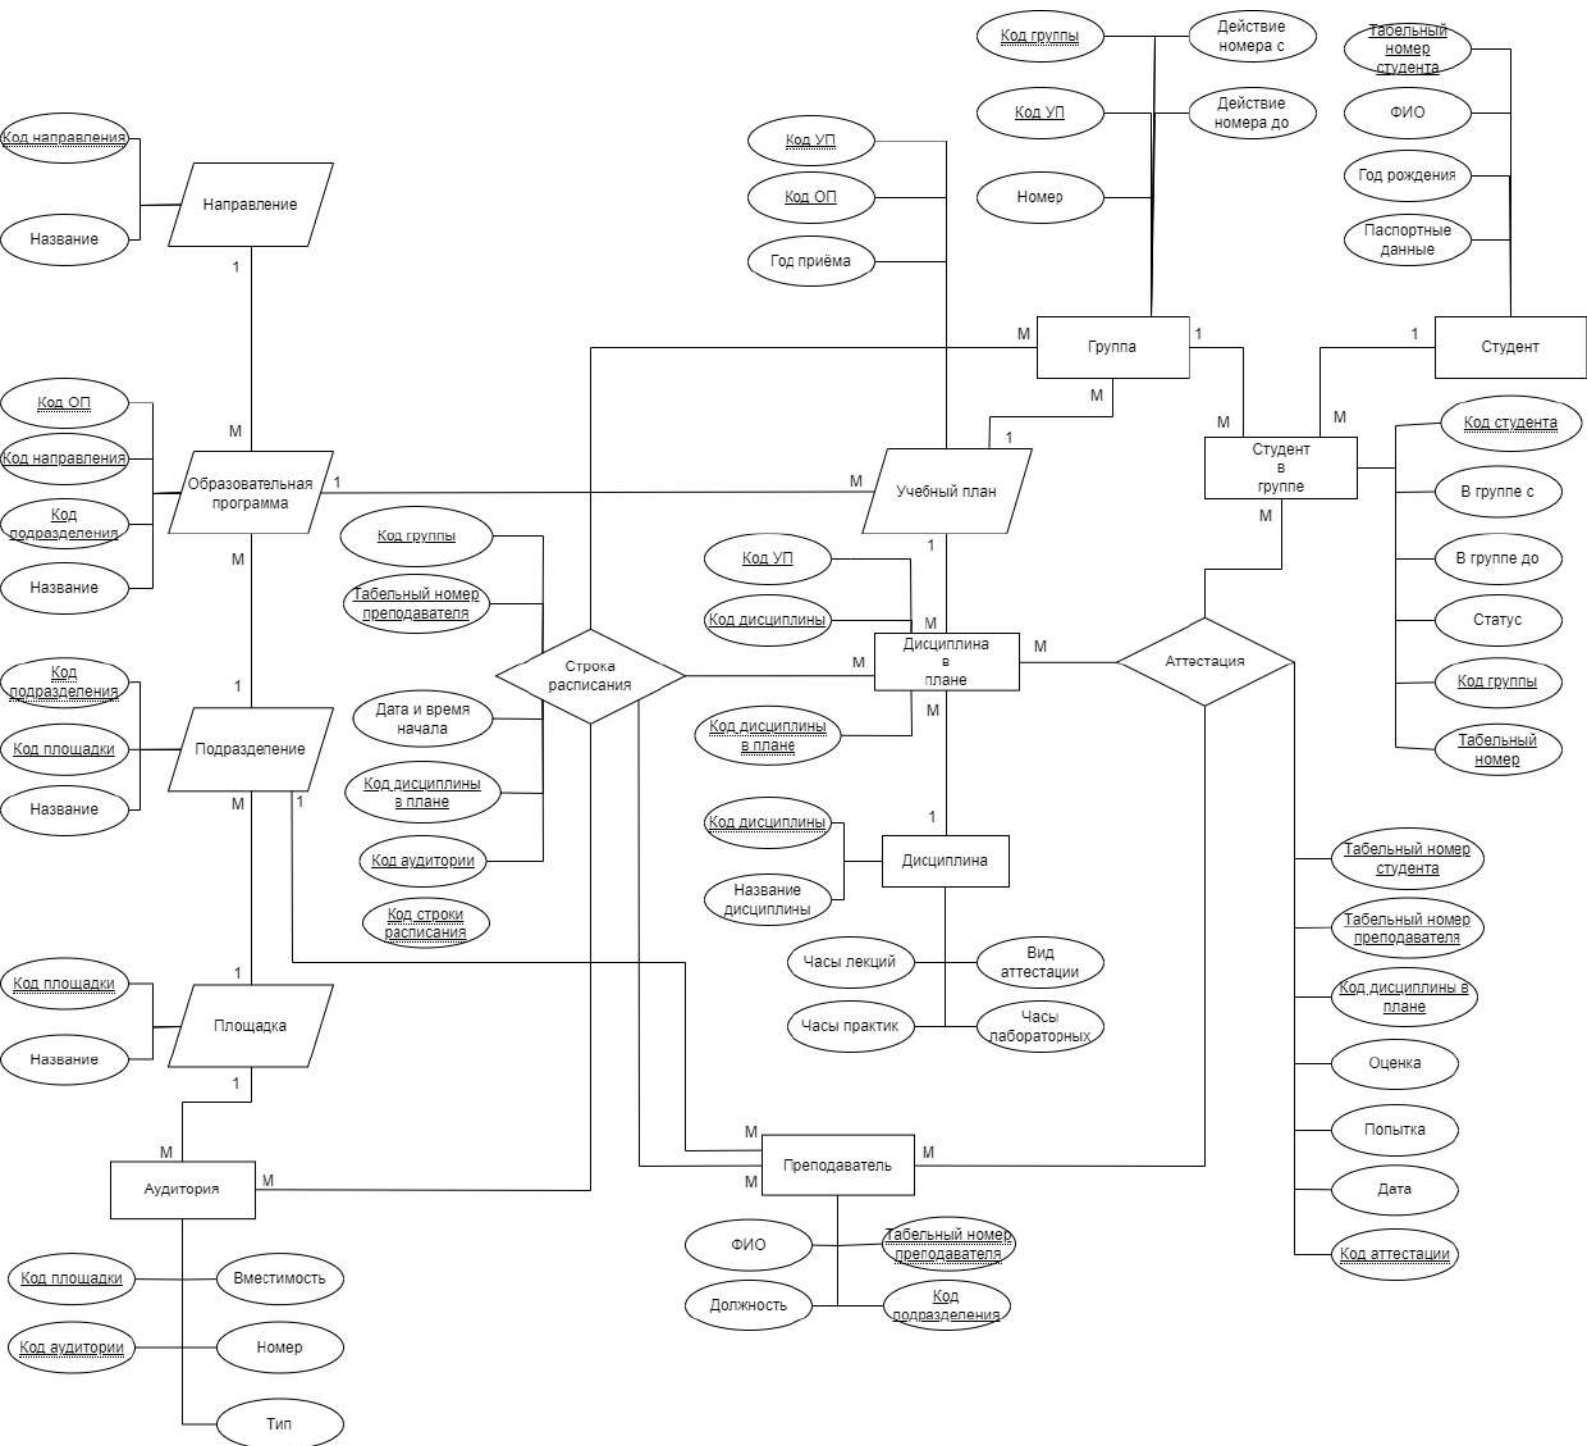 Код группы
Действие
номера с
Код УП
Действие
номера до
Номер
Табельный
номер
студента
ФИО
Год рождения
Паспортные
данные
Код направления
Название
Направление
1
Код УП
Код ОП
Год приёма
М
Группа
1
М
1
Студент
М
М
М
1
Код ОП
Код направления
Код
подразделения
Название
Образовательная
программа
1
М
М
Учебный план
1
Студент
в
группе
М
Код студента
В группе с
В группе до
Статус
Код группы
Табельный
номер
Код группы
Табельный номер
преподавателя
Дата и время
начала
Код дисциплины
в плане
Код аудитории
Код строки
расписания
Строка
расписания
Код УП
Код дисциплины
Код дисциплины
в плане
М
М
Дисциплина
в
плане
М
М
Аттестация
Код
подразделения
Код площадки
Название
1
Подразделение
М
1
Код дисциплины
Название
дисциплины
1
Дисциплина
Часы лекций
Вид
аттестации
Часы практик
Часы
лабораторных
Табельный номер
студента
Табельный номер
преподавателя
Код дисциплины в
плане
Оценка
Попытка
Дата
Код аттестации
Код площадки
Название
1
Площадка
1
М
Аудитория
М
Код площадки
Вместимость
Код аудитории
Номер
Тип
М
М
Преподаватель
М
ФИО
Табельный номер
преподавателя
Должность
Код
подразделения